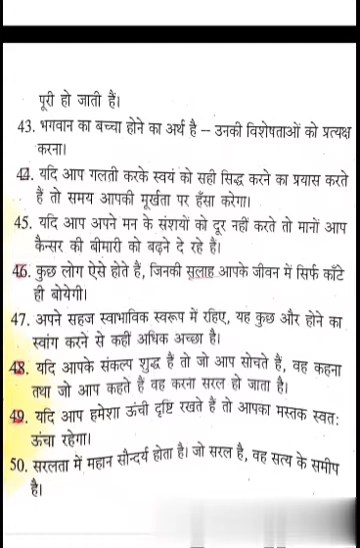 पूरी हो जाती हैं।
43. भगवान का बच्चा होने का अर्थ है – उनकी विशेषताओं को प्रत्यक्ष
करना।
44. यदि आप गलती करके स्वयं को सही सिद्ध करने का प्रयास करते
हैं तो समय आपकी मूर्खता पर हँसा करेगा।
45. यदि आप अपने मन के संशयों को दूर नहीं करते तो मानों आप
कैन्सर की बीमारी को बढ़ने दे रहे हैं।
46. कुछ लोग ऐसे होते हैं, जिनकी सलाह आपके जीवन में सिर्फ काँटे
ही बोयेगी।
47. अपने सहज स्वाभाविक स्वरूप में रहिए, यह कुछ और होने का
स्वांग करने से कहीं अधिक अच्छा है।
48. यदि आपके संकल्प शुद्ध हैं तो जो आप सोचते हैं, वह कहना
तथा जो आप कहते हैं वह करना सरल हो जाता है।
49. यदि आप हमेशा ऊंची दृष्टि रखते हैं तो आपका मस्तक स्वत:
ऊंचा रहेगा।
50. सरलता में महान सौन्दर्य होता है। जो सरल है, वह सत्य के समीप
है।